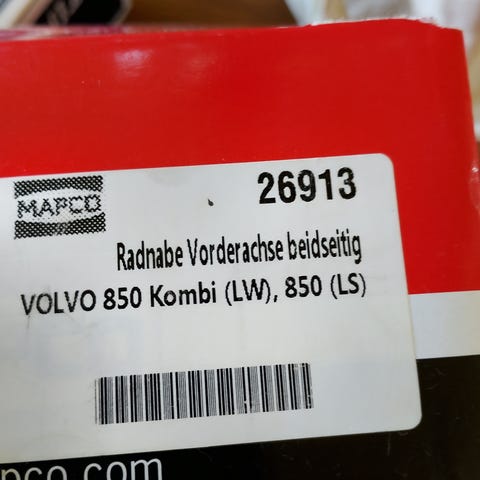 MAPCO
26913
Radnabe Vorderachse beidseitig
VOLVO 850 Kombi (LW), 850 (LS)
pco.com